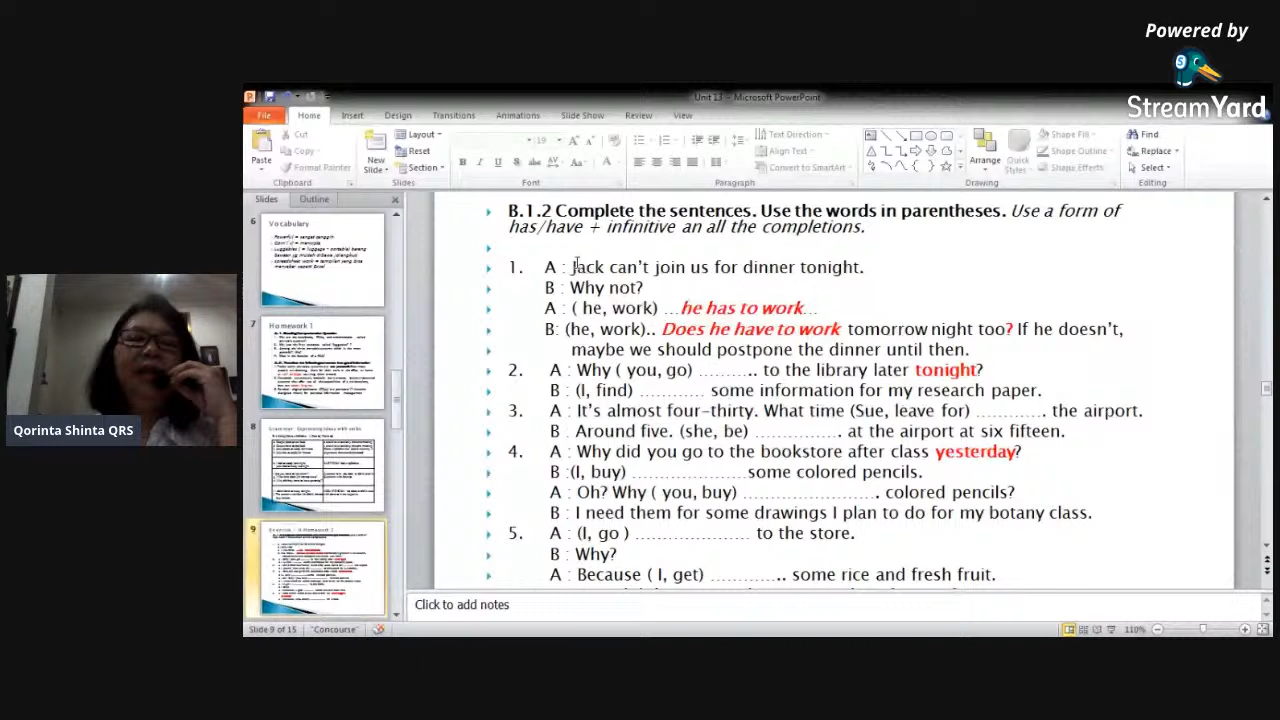 Powered by
StreamYard
Unit 13 - Microsoft PowerPoint
File Home Insert Design Transitions Animations Slide Show Review View
Paste
Cut
Copy
Format Painter
Clipboard
New Slide
Layout
Reset
Section
Slides
19
Font
Paragraph
Text Direction
Align Text
Convert to SmartArt
Arrange
Quick Styles
Shape Fill
Shape Outline
Shape Effects
Drawing
Find
Replace
Select
Editing
Slides Outline
6
Vocabulary
7
Homework 1
8
9
B.1.2 Complete the sentences. Use the words in parentheses. Use a form of
has/have + infinitive an all the completions.
1. A : Jack can't join us for dinner tonight.
B : Why not?
A : ( he, work) ...he has to work...
B: (he, work).. Does he have to work tomorrow night to? If he doesn't,
maybe we should postpone the dinner until then.
2. A : Why ( you, go) ............. to the library later tonight?
B : (i, find) ............. some information for my research paper.
3. A : It's almost four-thirty. What time (Sue, leave for) ............. the airport.
B : Around five. (she, be) ............. at the airport at six fifteen.
4. A : Why did you go to the bookstore after class yesterday?
B :(I, buy) ..................... some colored pencils.
A : Oh? Why ( you, buy) ......................... colored pencils?
B : I need them for some drawings I plan to do for my botany class.
5. A : (i, go ) ..................... to the store.
B : Why?
Click to add notes
Slide 9 of 15 "Concourse" 110%
Qorinta Shinta QRS